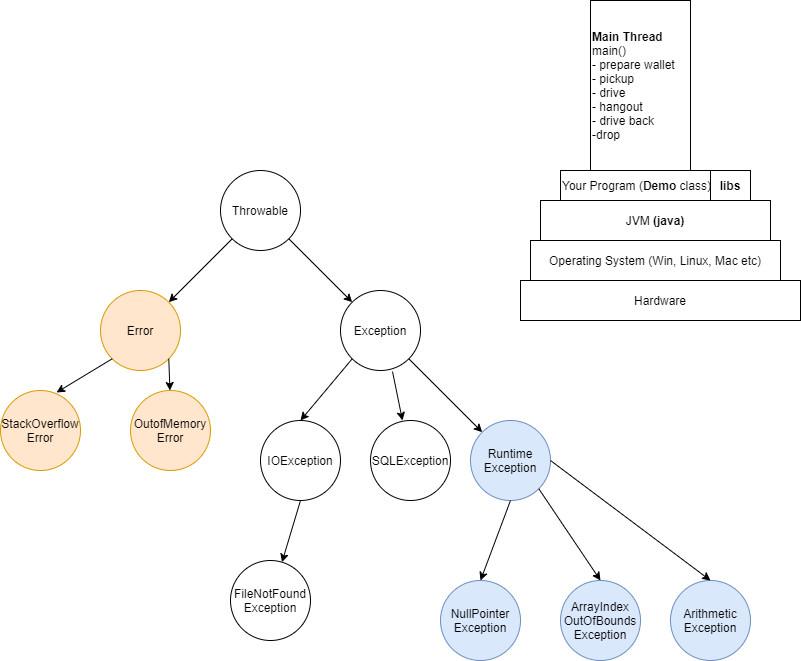 Main Thread
main()
- prepare wallet
- pickup
- drive
- hangout
- drive back
-drop
Your Program (Demo class)
libs
JVM (java)
Operating System (Win, Linux, Mac etc)
Hardware
Throwable
Error
Exception
StackOverflow
Error
OutofMemory
Error
IOException
SQLException
Runtime
Exception
FileNotFound
Exception
NullPointer
Exception
ArrayIndex
OutOfBounds
Exception
Arithmetic
Exception